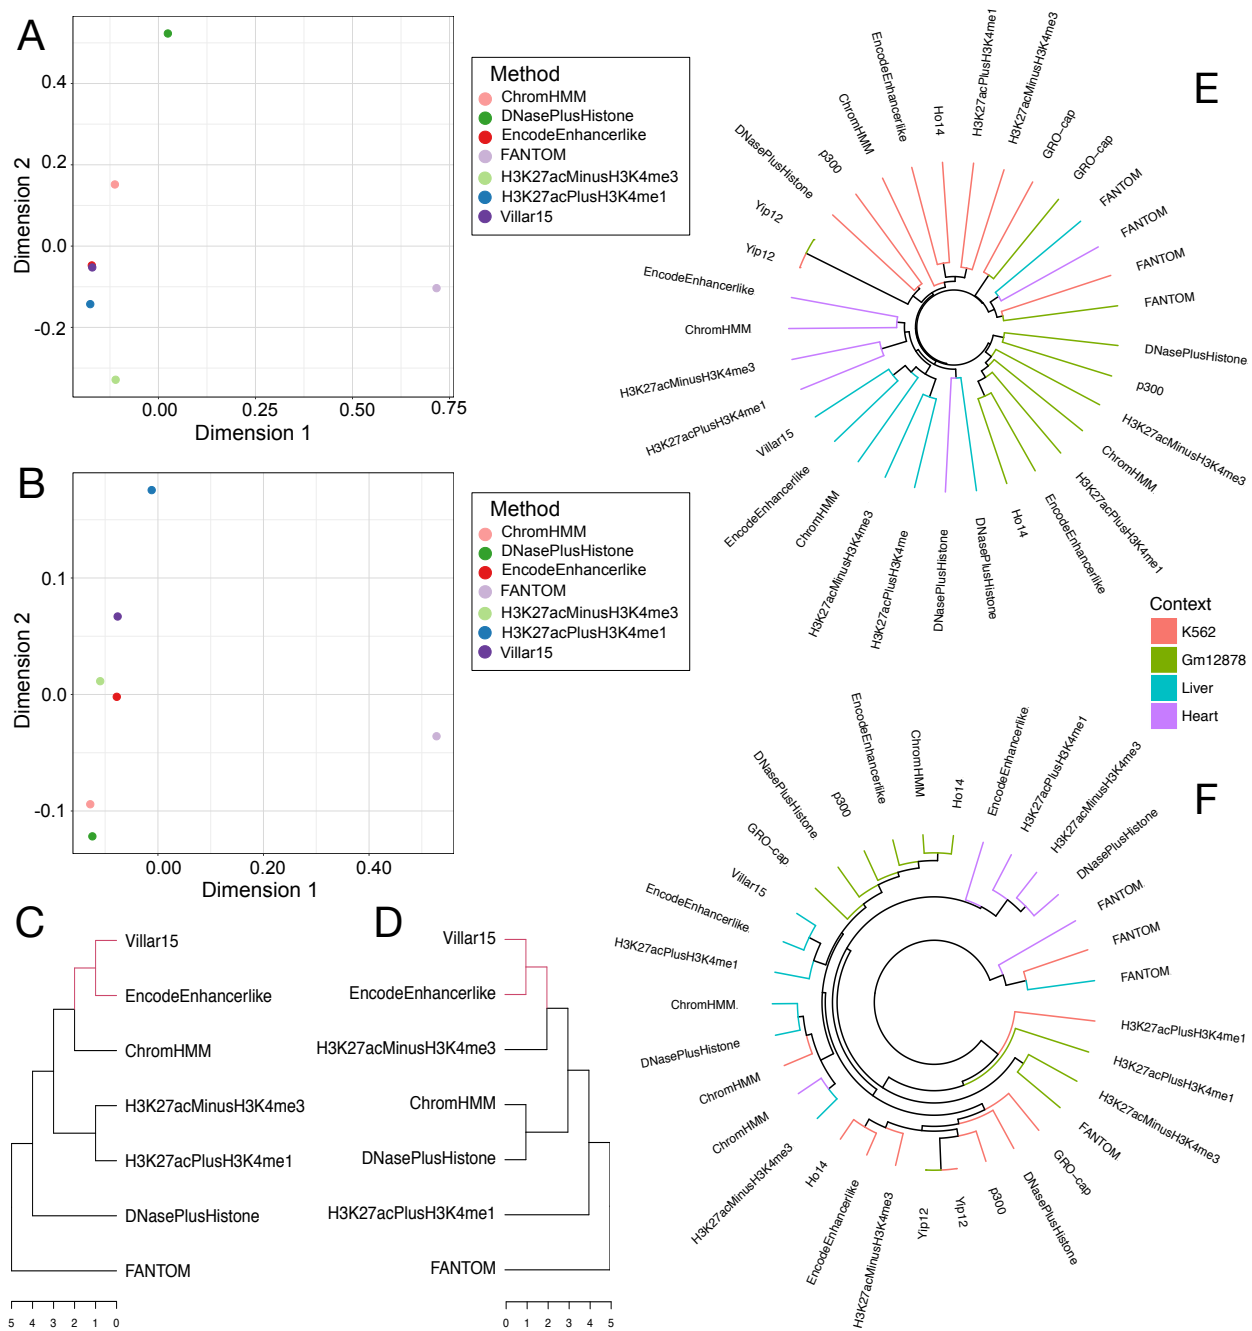 A
Dimension 2
0.4
0.2
0.0
-0.2
0.00
0.25
0.50
0.75
Dimension 1
Method
ChromHMM
DNasePlusHistone
EncodeEnhancerlike
FANTOM
H3K27acMinusH3K4me3
H3K27acPlusH3K4me1
Villar15
B
Dimension 2
0.1
0.0
-0.1
0.00
0.20
0.40
Dimension 1
Method
ChromHMM
DNasePlusHistone
EncodeEnhancerlike
FANTOM
H3K27acMinusH3K4me3
H3K27acPlusH3K4me1
Villar15
C
Villar15
EncodeEnhancerlike
ChromHMM
H3K27acMinusH3K4me3
H3K27acPlusH3K4me1
DNasePlusHistone
FANTOM
5 4 3 2 1 0
D
Villar15
EncodeEnhancerlike
H3K27acMinusH3K4me3
ChromHMM
DNasePlusHistone
H3K27acPlusH3K4me1
FANTOM
0 1 2 3 4 5
E
Yip12
Yip12
DNasePlusHistone
p300
ChromHMM
EncodeEnhancerlike
Ho14
H3K27acPlusH3K4me1
H3K27acMinusH3K4me3
GRO-cap
GRO-cap
FANTOM
FANTOM
FANTOM
FANTOM
DNasePlusHistone
p300
H3K27acMinusH3K4me3
ChromHMM
H3K27acPlusH3K4me1
EncodeEnhancerlike
Ho14
DNasePlusHistone
DNasePlusHistone
H3K27acPlusH3K4me
H3K27acMinusH3K4me3
ChromHMM
EncodeEnhancerlike
Villar15
H3K27acPlusH3K4me1
H3K27acMinusH3K4me3
ChromHMM
EncodeEnhancerlike
Context
K562
Gm12878
Liver
Heart
F
Villar15
GRO-cap
DNasePlusHistone
p300
EncodeEnhancerlike
ChromHMM
Ho14
EncodeEnhancerlike
H3K27acPlusH3K4me1
H3K27acMinusH3K4me3
DNasePlusHistone
FANTOM
FANTOM
FANTOM
H3K27acPlusH3K4me1
H3K27acPlusH3K4me1
H3K27acMinusH3K4me3
FANTOM
GRO-cap
DNasePlusHistone
p300
Yip12
Yip12
H3K27acMinusH3K4me3
EncodeEnhancerlike
Ho14
H3K27acMinusH3K4me3
ChromHMM
ChromHMM
DNasePlusHistone
ChromHMM.
H3K27acPlusH3K4me1
EncodeEnhancerlike